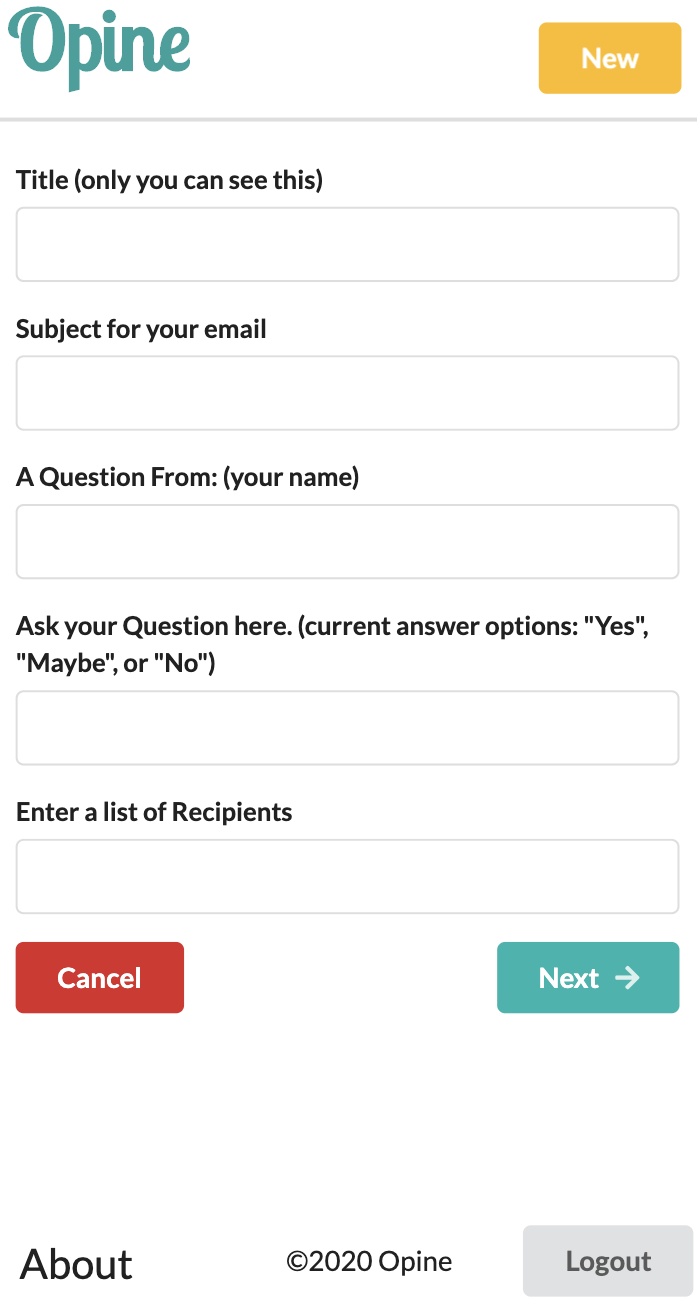 Opine
New
Title (only you can see this)
Subject for your email
A Question From: (your name)
Ask your Question here. (current answer options: "Yes",
"Maybe", or "No")
Enter a list of Recipients
Cancel
Next →
About
©2020 Opine
Logout